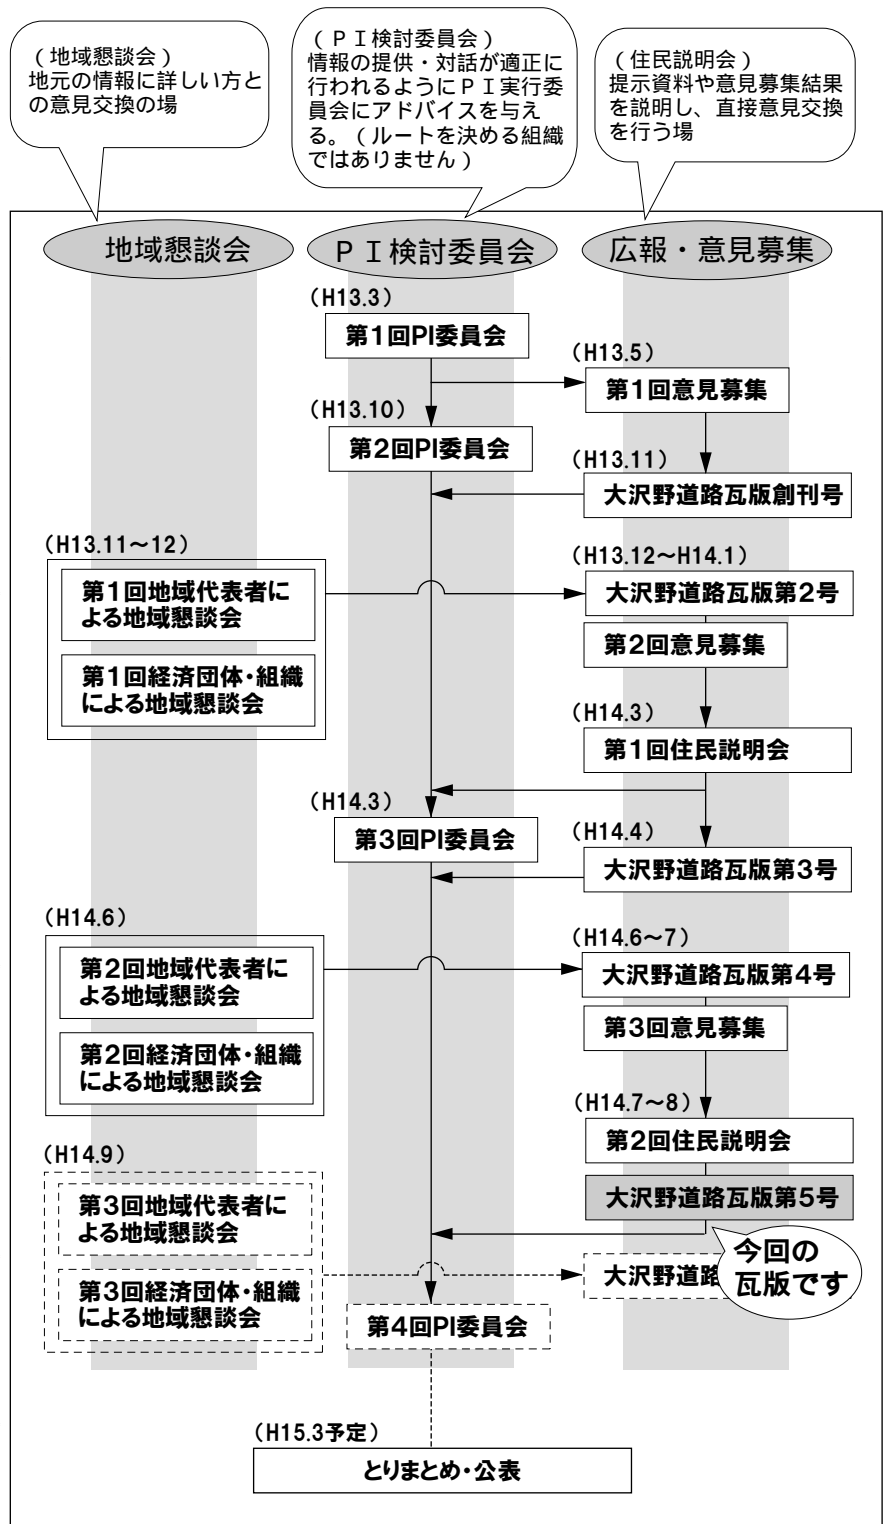 （地域懇談会）
地元の情報に詳しい方と
の意見交換の場
（ＰＩ検討委員会）
情報の提供・対話が適正に
行われるようにＰＩ実行委
員会にアドバイスを与え
る。（ルートを決める組織
ではありません）
（住民説明会）
提示資料や意見募集結果
を説明し、直接意見交換
を行う場
地域懇談会
ＰＩ検討委員会
広報・意見募集
（H13.3）
第1回PI委員会
（H13.5）
第1回意見募集
（H13.10）
第2回PI委員会
（H13.11）
大沢野道路瓦版創刊号
（H13.11～12）
第1回地域代表者に
よる地域懇談会
第1回経済団体・組織
による地域懇談会
（H13.12～H14.1）
大沢野道路瓦版第2号
第2回意見募集
（H14.3）
第1回住民説明会
（H14.3）
第3回PI委員会
（H14.4）
大沢野道路瓦版第3号
（H14.6）
第2回地域代表者に
よる地域懇談会
第2回経済団体・組織
による地域懇談会
（H14.6～7）
大沢野道路瓦版第4号
第3回意見募集
（H14.7～8）
第2回住民説明会
大沢野道路瓦版第5号
今回の
瓦版です
（H14.9）
第3回地域代表者に
よる地域懇談会
第3回経済団体・組織
による地域懇談会
大沢野道路
第4回PI委員会
（H15.3予定）
とりまとめ・公表